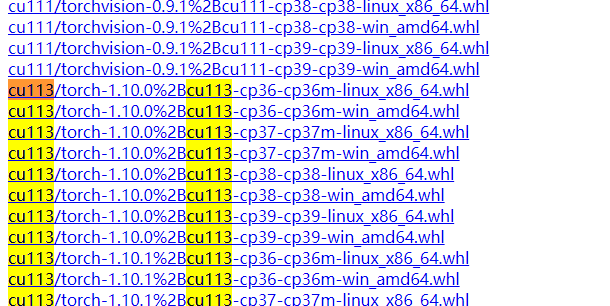 cu111/torchvision-0.9.1%2Bcu111-cp38-cp38-linux_x86_64.whl
cu111/torchvision-0.9.1%2Bcu111-cp38-cp38-win_amd64.whl
cu111/torchvision-0.9.1%2Bcu111-cp39-cp39-linux_x86_64.whl
cu111/torchvision-0.9.1%2Bcu111-cp39-cp39-win_amd64.whl
cu113/torch-1.10.0%2Bcu113-cp36-cp36m-linux_x86_64.whl
cu113/torch-1.10.0%2Bcu113-cp36-cp36m-win_amd64.whl
cu113/torch-1.10.0%2Bcu113-cp37-cp37m-linux_x86_64.whl
cu113/torch-1.10.0%2Bcu113-cp37-cp37m-win_amd64.whl
cu113/torch-1.10.0%2Bcu113-cp38-cp38-linux_x86_64.whl
cu113/torch-1.10.0%2Bcu113-cp38-cp38-win_amd64.whl
cu113/torch-1.10.0%2Bcu113-cp39-cp39-linux_x86_64.whl
cu113/torch-1.10.0%2Bcu113-cp39-cp39-win_amd64.whl
cu113/torch-1.10.1%2Bcu113-cp36-cp36m-linux_x86_64.whl
cu113/torch-1.10.1%2Bcu113-cp36-cp36m-win_amd64.whl
cu113/torch-1.10.1%2Bcu113-cp37-cp37m-linux_x86_64.whl